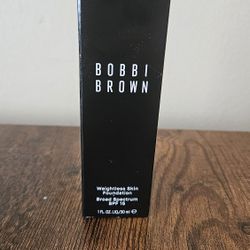 BOBBI
BROWN
Weightless Skin
Foundation
Broad Spectrum
SPF 15
1 FL.OZ.LIQ/30 ml ℮